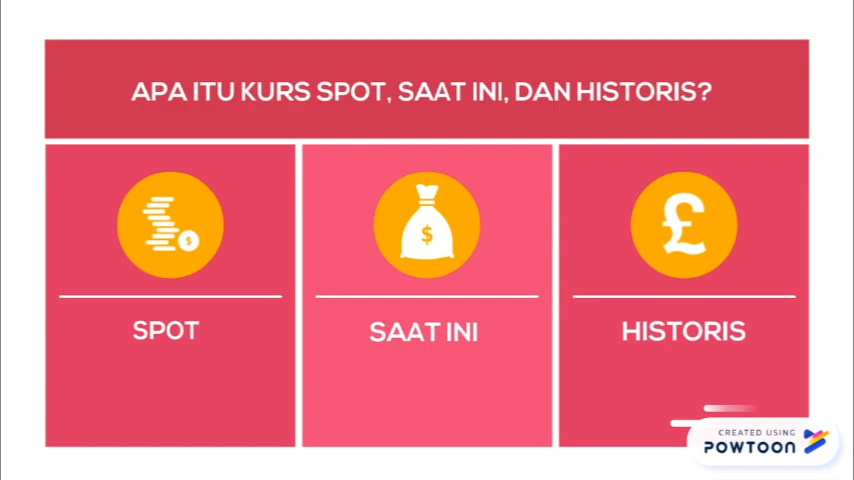 APA ITU KURS SPOT, SAAT INI, DAN HISTORIS?
$
$
£
SPOT
SAAT INI
HISTORIS
CREATED USING
POWTOON